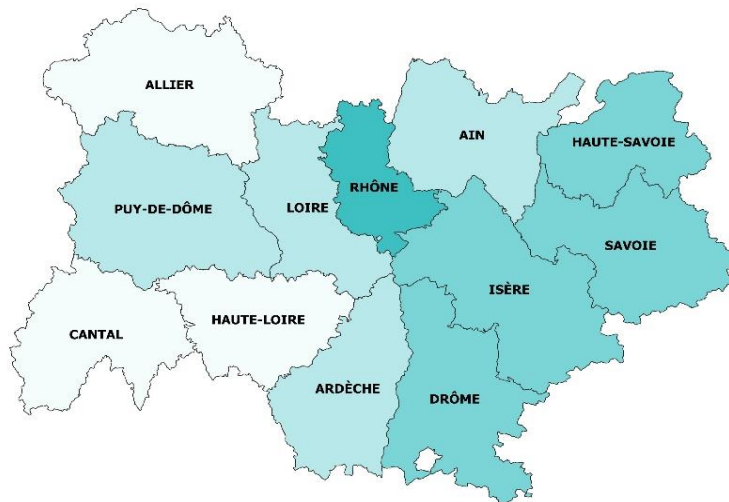 ALLIER
AIN
HAUTE-SAVOIE
RHÔNE
PUY-DE-DÔME
LOIRE
SAVOIE
ISÈRE
HAUTE-LOIRE
CANTAL
ARDÈCHE
DRÔME